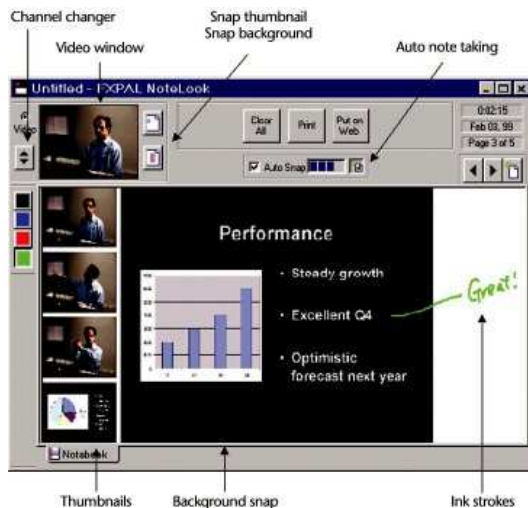 Channel changer
Video window
Snap thumbnail
Snap background
Auto note taking
Untitled - FXPAL NoteLook
Video
Clear All
Print
Put on Web
0:02:15
Feb 03, 99
Page 3 of 5
Auto Snap
Performance
• Steady growth
• Excellent Q4
Great!
• Optimistic
forecast next year
Notebook
Thumbnails
Background snap
Ink strokes